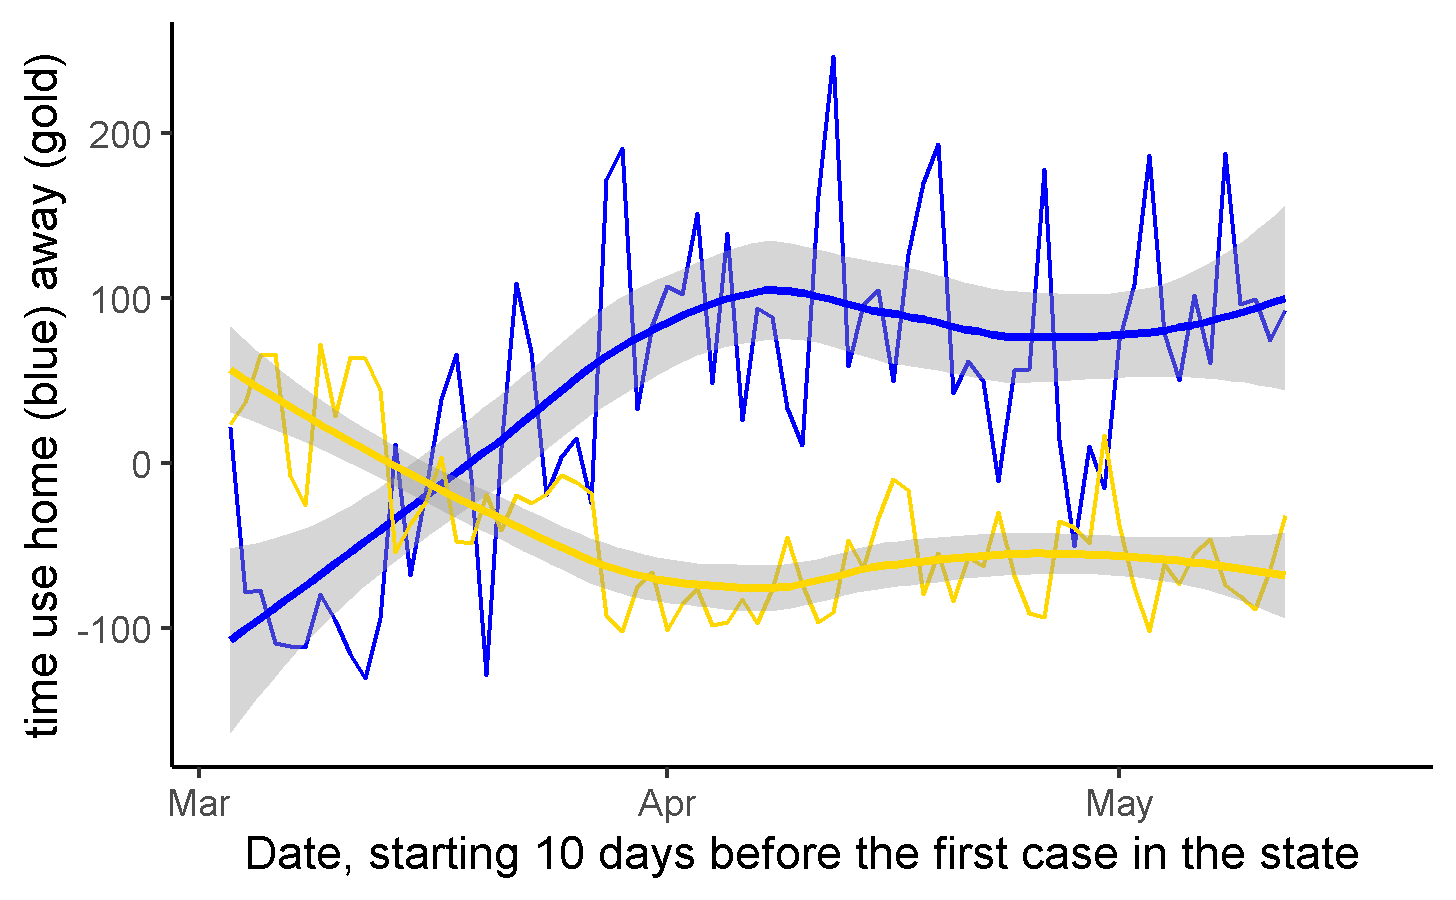 time use home (blue) away (gold)
200
100
0
-100
Mar
Apr
May
Date, starting 10 days before the first case in the state